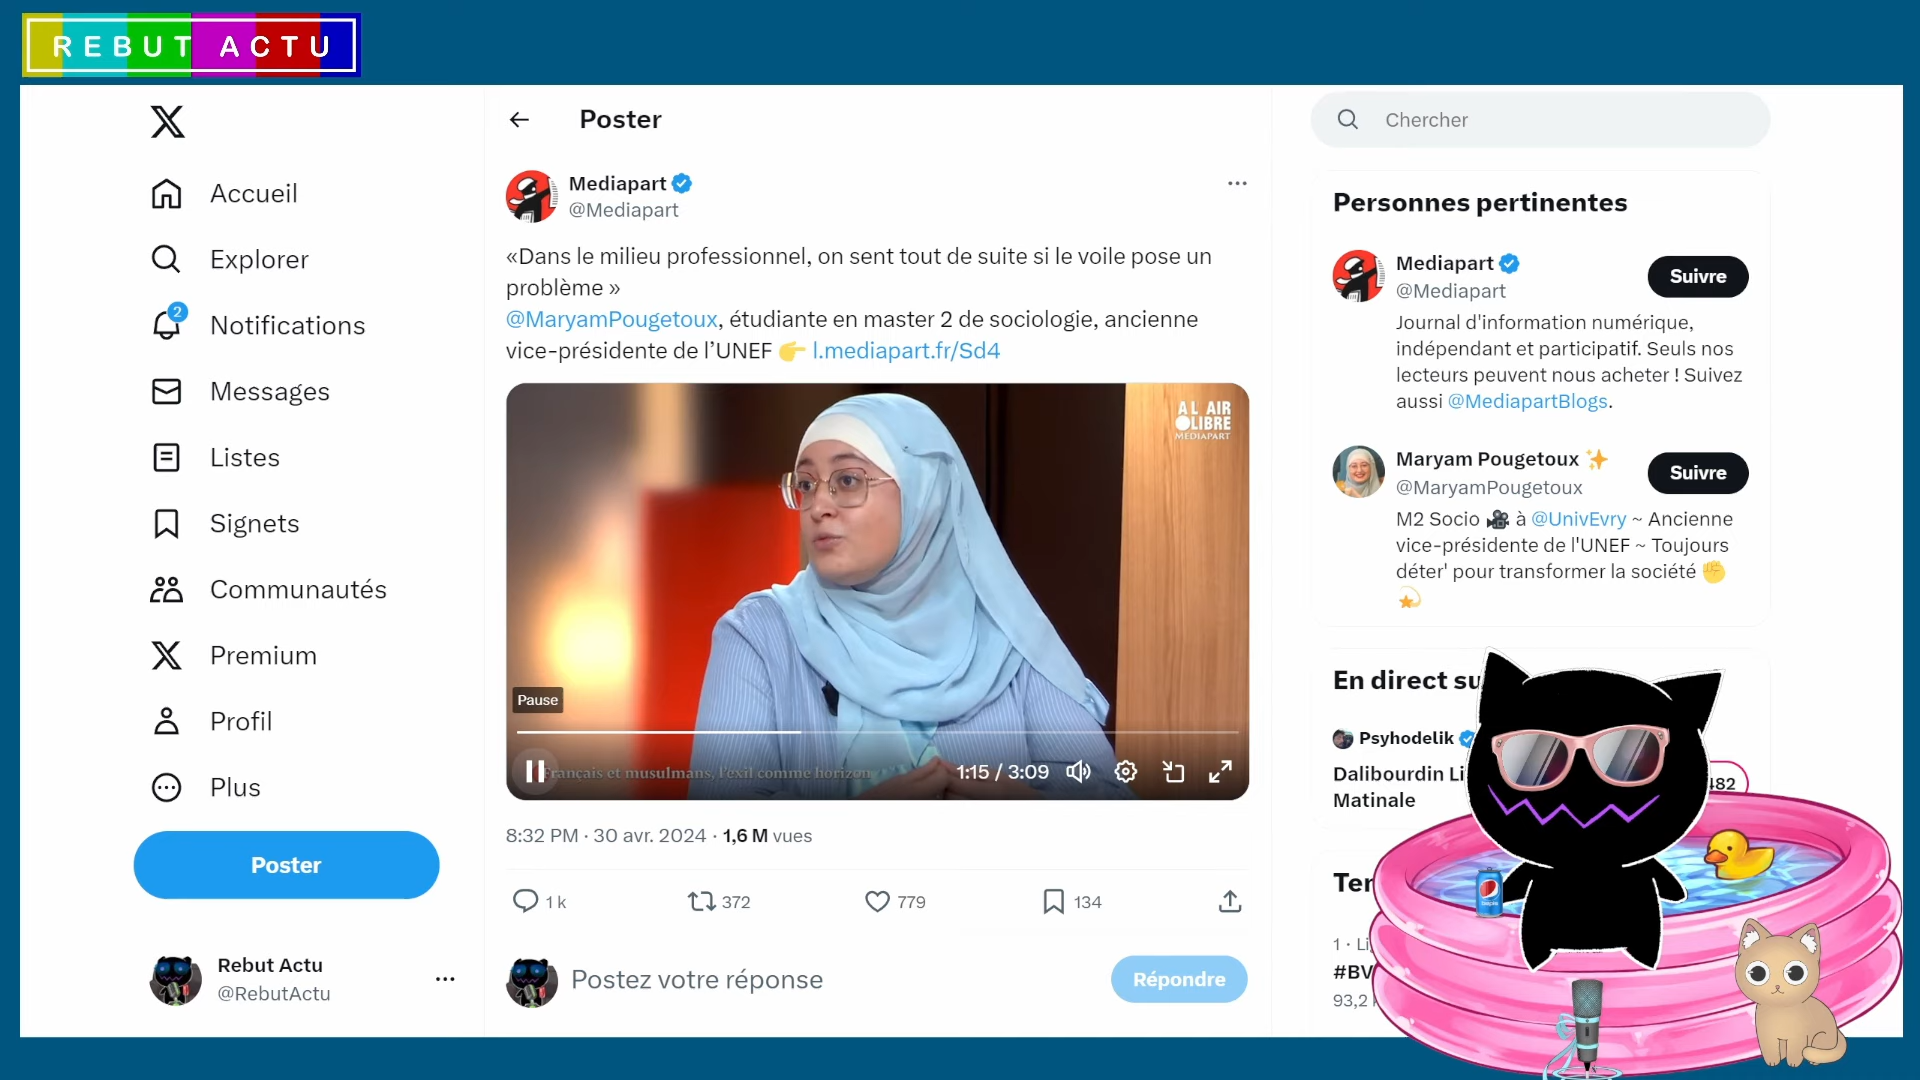 REBUT ACTU
Accueil
Explorer
2
Notifications
Messages
Listes
Signets
Communautés
Premium
Profil
Plus
Poster
Rebut Actu
@RebutActu
Poster
Mediapart
@Mediapart
«Dans le milieu professionnel, on sent tout de suite si le voile pose un
problème »
@MaryamPougetoux, étudiante en master 2 de sociologie, ancienne
vice-présidente de l’UNEF 👉 l.mediapart.fr/Sd4
A L AIR
LIBRE
MEDIAPART
Pause
Français et musulmans, l'exil comme horizon
1:15 / 3:09
8:32 PM · 30 avr. 2024 · 1,6 M vues
1 k
372
779
134
Postez votre réponse
Répondre
Chercher
Personnes pertinentes
Mediapart
Suivre
@Mediapart
Journal d'information numérique,
indépendant et participatif. Seuls nos
lecteurs peuvent nous acheter ! Suivez
aussi @MediapartBlogs.
Maryam Pougetoux ✨
Suivre
@MaryamPougetoux
M2 Socio 🎥 à @UnivEvry ~ Ancienne
vice-présidente de l'UNEF ~ Toujours
déter' pour transformer la société ✊
💫
En direct su
Psyhodelik
Dalibourdin Li
482
Matinale
Ten
1 · Li
#BV
93,2